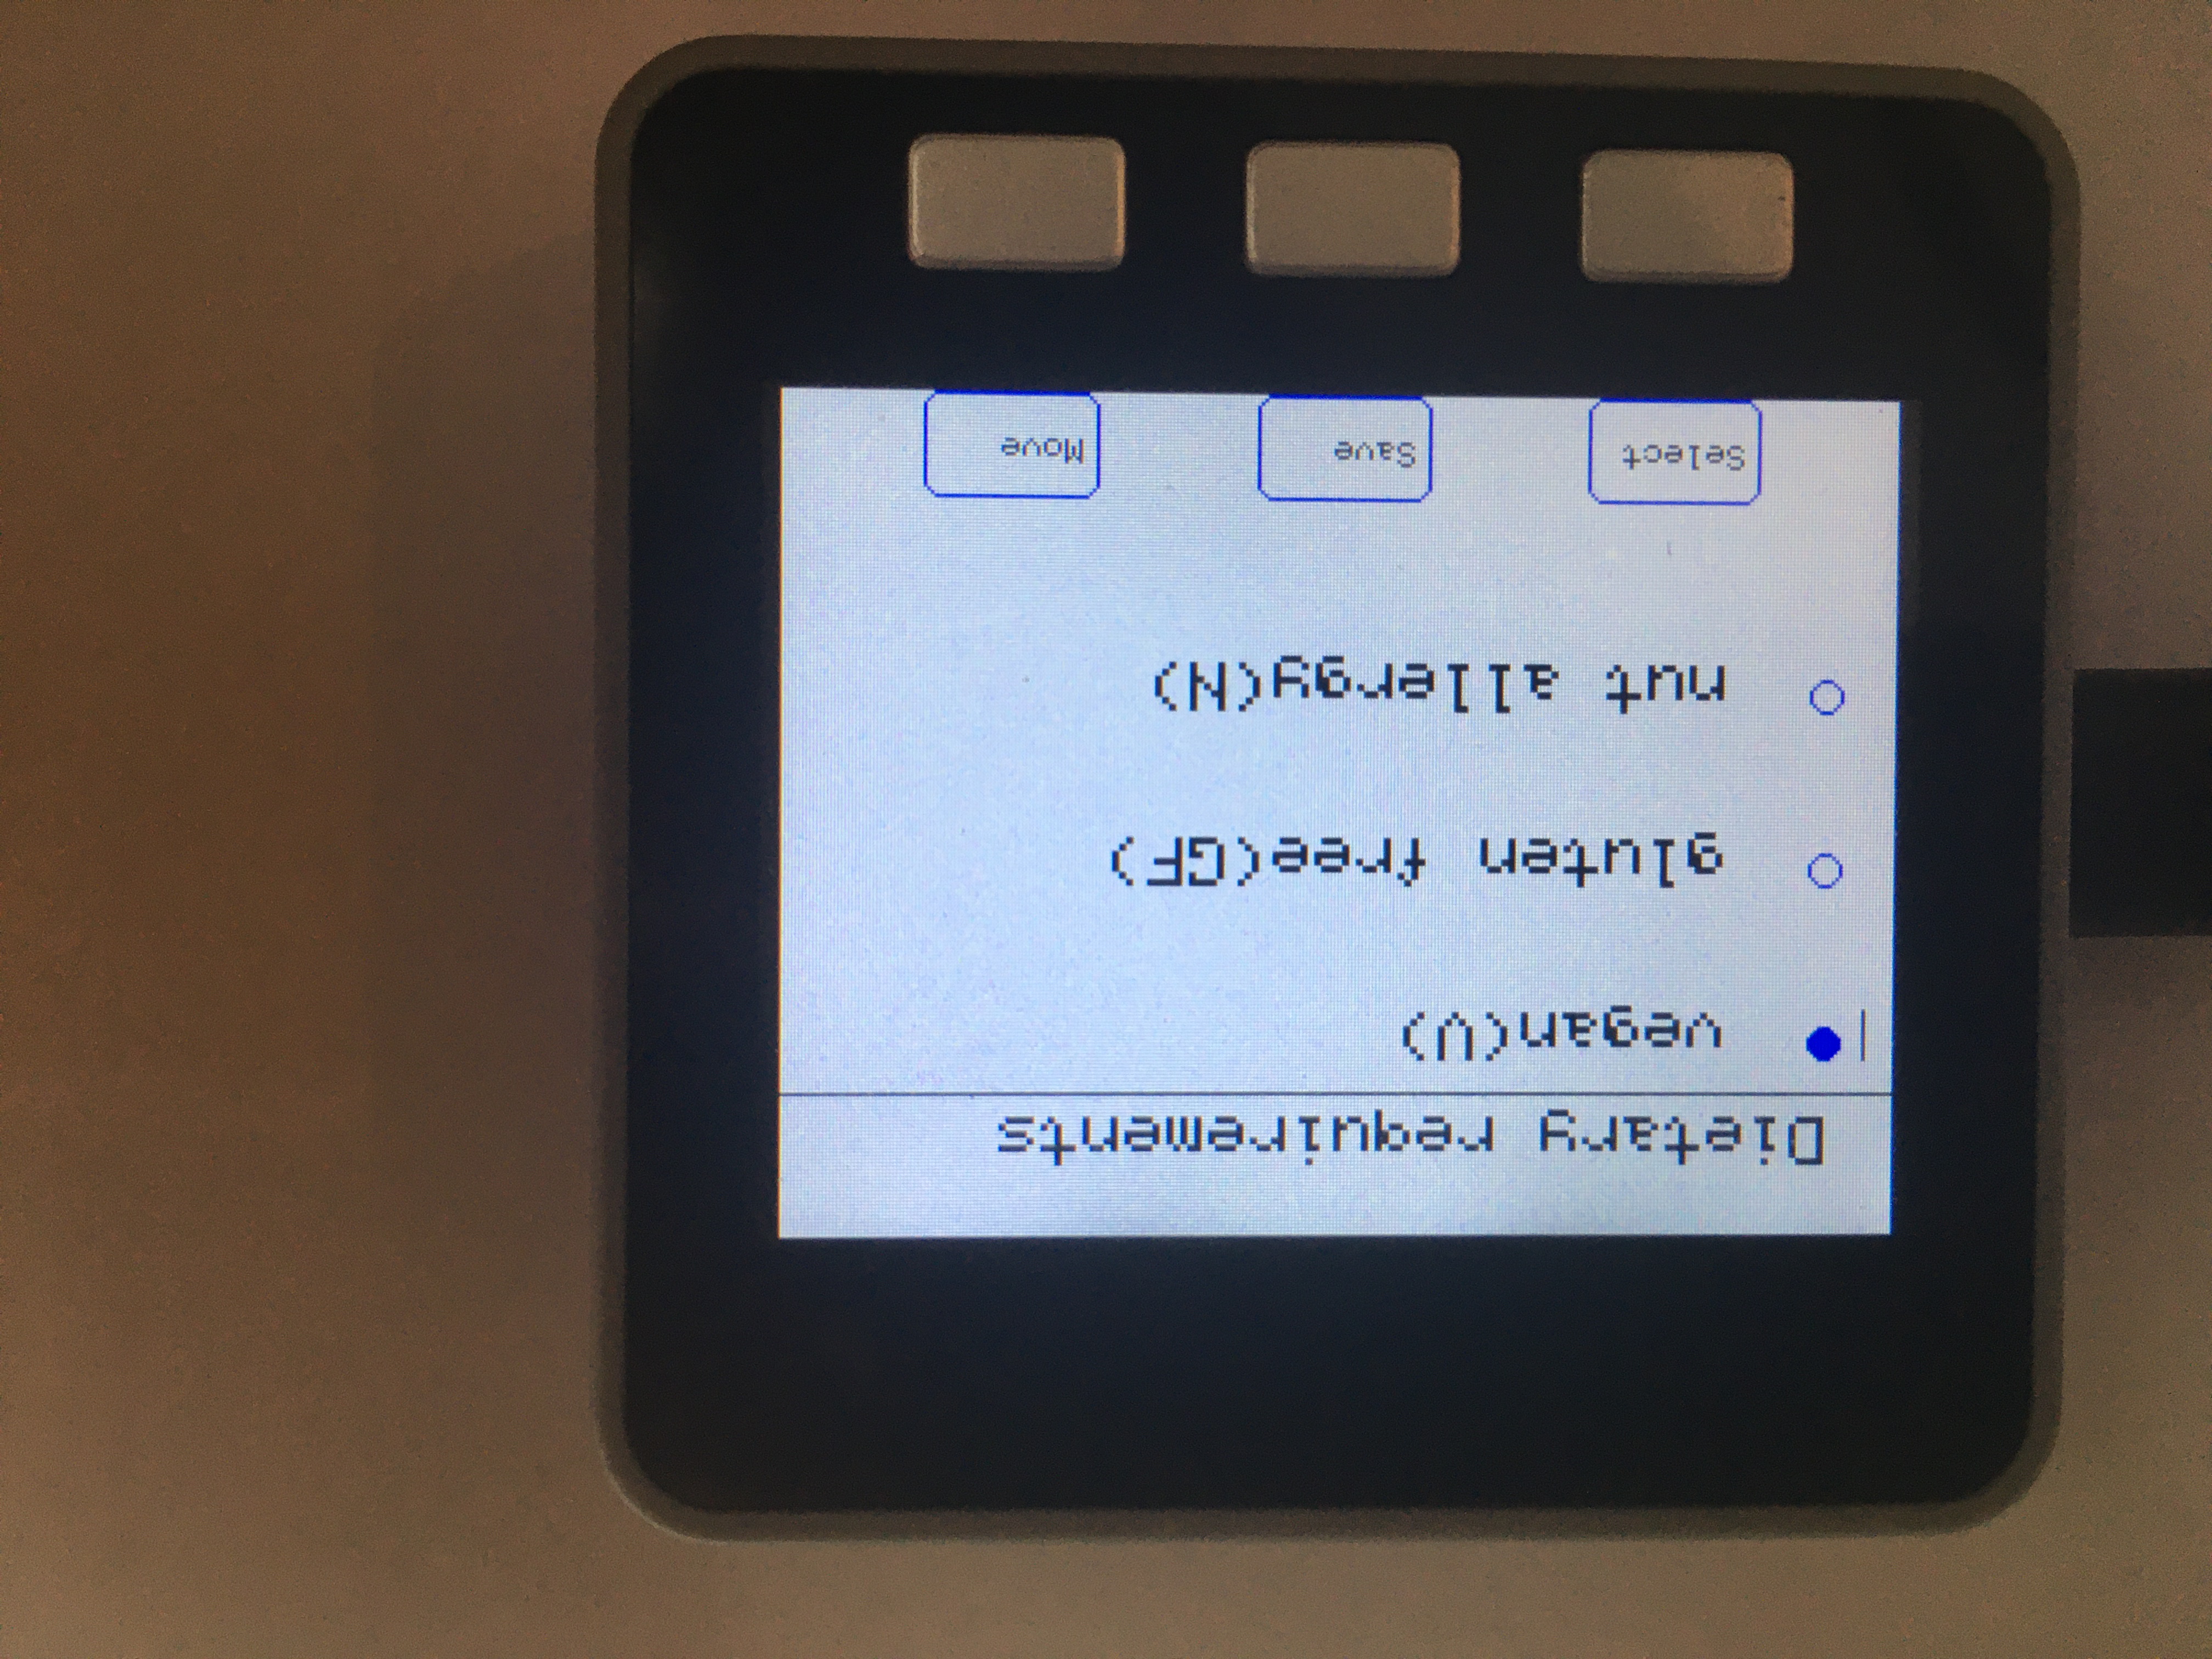 Dietary requirements
vegan(V)
gluten free(GF)
nut allergy(N)
Select Save Move